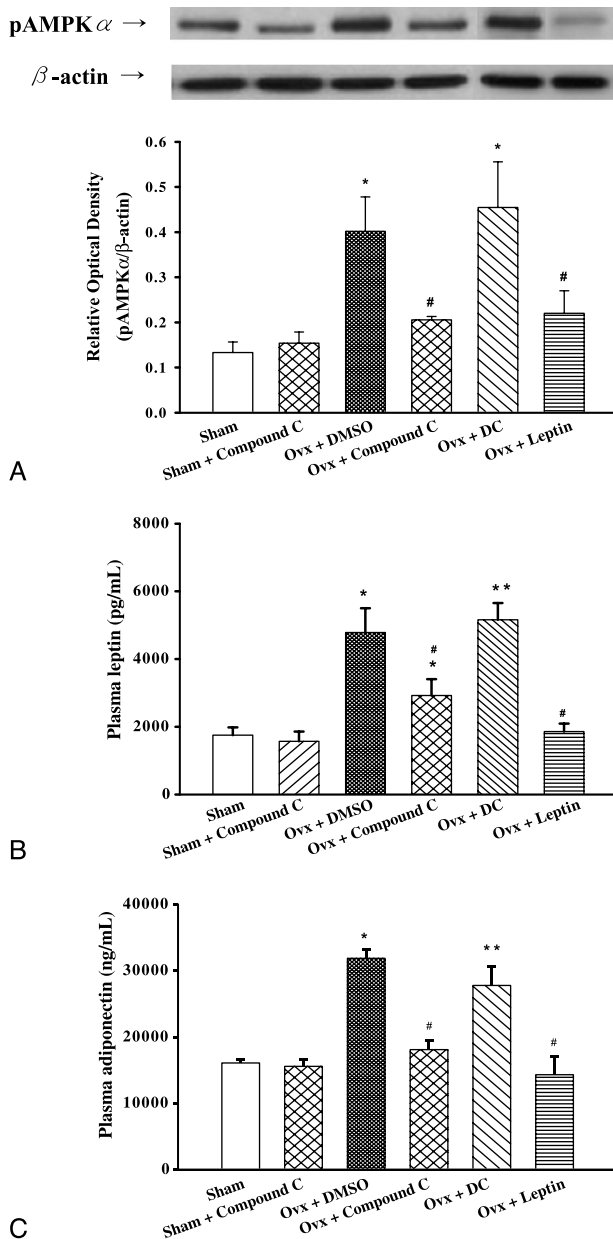 pAMPKα →
β-actin →
Relative Optical Density
(pAMPKα/β-actin)
0.6
0.5
0.4
0.3
0.2
0.1
0.0
*
#
*
#
Sham
Sham + Compound C
Ovx + DMSO
Ovx + Compound C
Ovx + DC
Ovx + Leptin
A
Plasma leptin (pg/mL)
8000
6000
4000
2000
0
*
#
*
**
#
Sham
Sham + Compound C
Ovx + DMSO
Ovx + Compound C
Ovx + DC
Ovx + Leptin
B
Plasma adiponectin (ng/mL)
40000
30000
20000
10000
0
*
#
**
#
Sham
Sham + Compound C
Ovx + DMSO
Ovx + Compound C
Ovx + DC
Ovx + Leptin
C